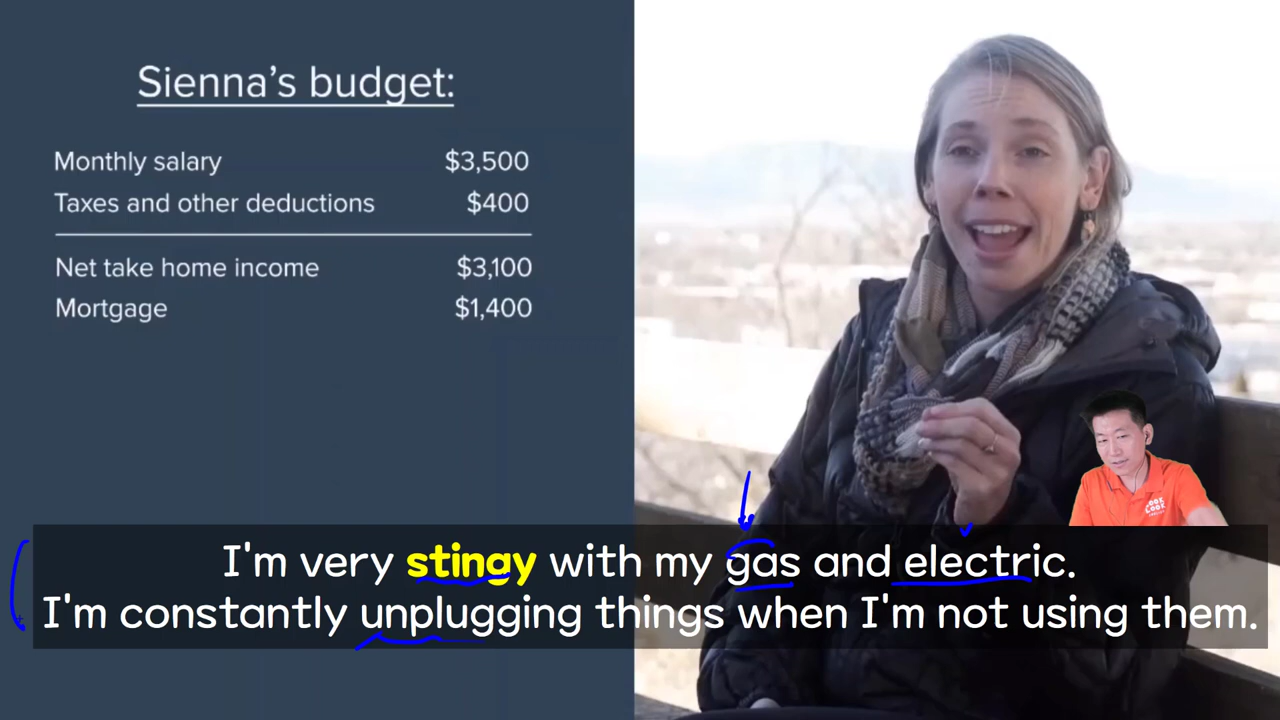 Sienna’s budget:
Monthly salary $3,500
Taxes and other deductions $400
Net take home income $3,100
Mortgage $1,400
I'm very stingy with my gas and electric.
I'm constantly unplugging things when I'm not using them.